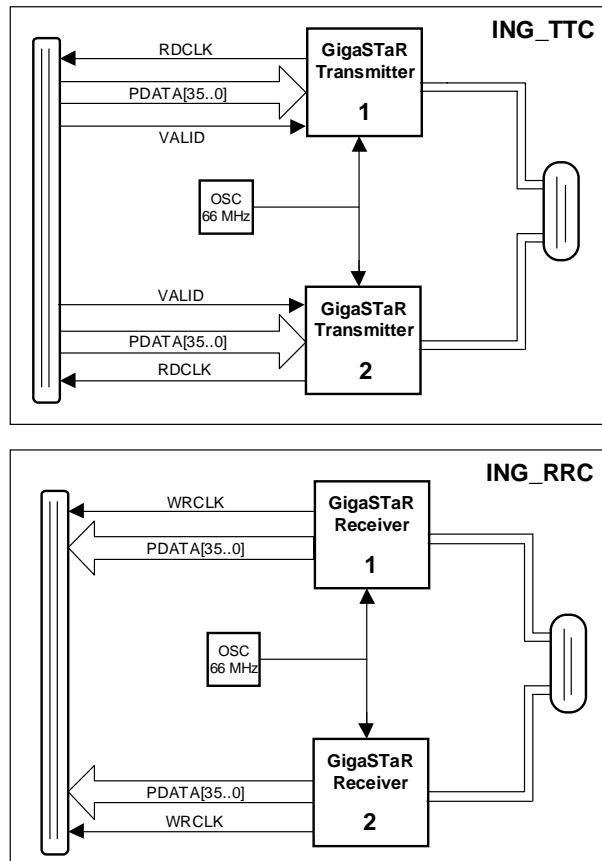 ING_TTC
RDCLK
GigaSTaR
Transmitter
1
PDATA[35..0]
VALID
OSC
66 MHz
VALID
GigaSTaR
Transmitter
2
PDATA[35..0]
RDCLK
ING_RRC
WRCLK
GigaSTaR
Receiver
1
PDATA[35..0]
OSC
66 MHz
GigaSTaR
Receiver
2
PDATA[35..0]
WRCLK